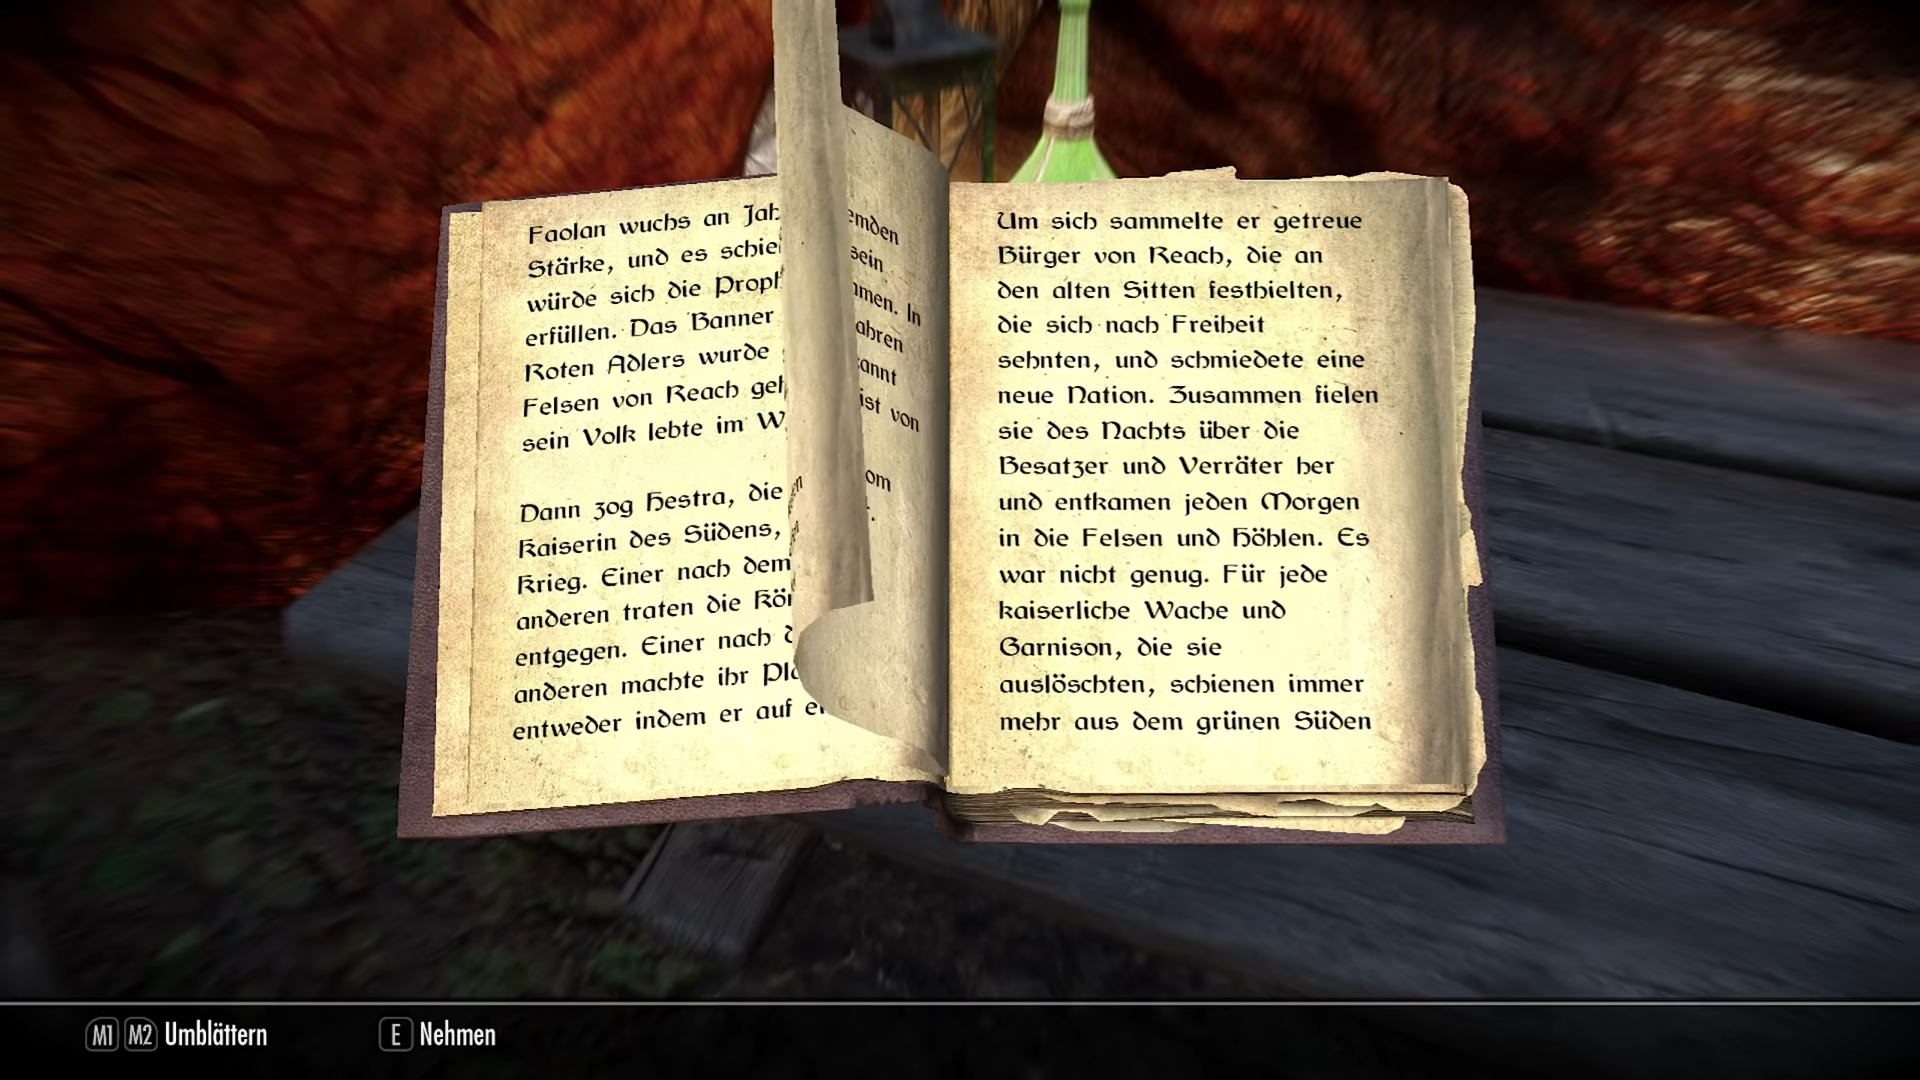 Faolan wuchs an
Stärke, und es
würde sich die
erfüllen. Das Banner
Roten Adlers wurde
Felsen von Reach
sein Volk lebte im
Dann zog Hestra, die
Kaiserin des Südens,
Krieg. Einer nach dem
anderen traten die
entgegen. Einer nach
anderen machte ihr
entweder indem er auf
sein
In
ist von
Um sich sammelte er getreue
Bürger von Reach, die an
den alten Sitten festhielten,
die sich nach Freiheit
sehnten, und schmiedete eine
neue Nation. Zusammen fielen
sie des Nachts über die
Besatzer und Verräter her
und entkamen jeden Morgen
in die Felsen und Höhlen. Es
war nicht genug. Für jede
kaiserliche Wache und
Garnison, die sie
auslöschten, schienen immer
mehr aus dem grünen Süden
M1 M2 Umblättern
E Nehmen